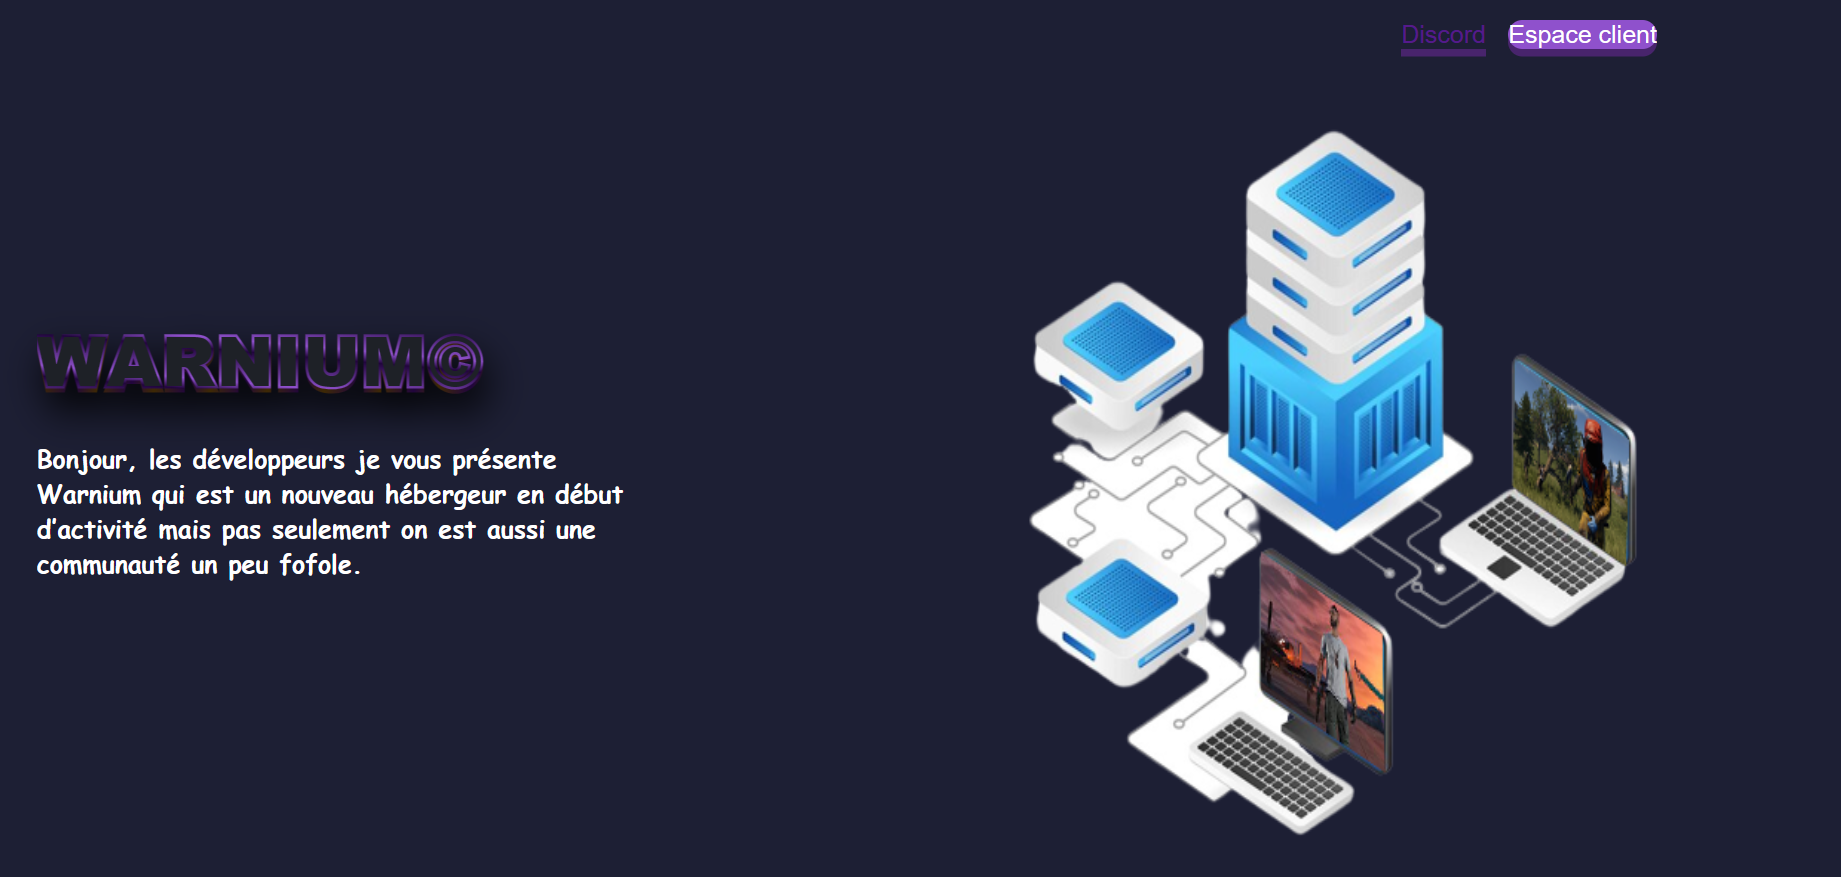 Discord Espace client
WARNIUM©
Bonjour, les développeurs je vous présente
Warnium qui est un nouveau hébergeur en début
d'activité mais pas seulement on est aussi une
communauté un peu fofole.